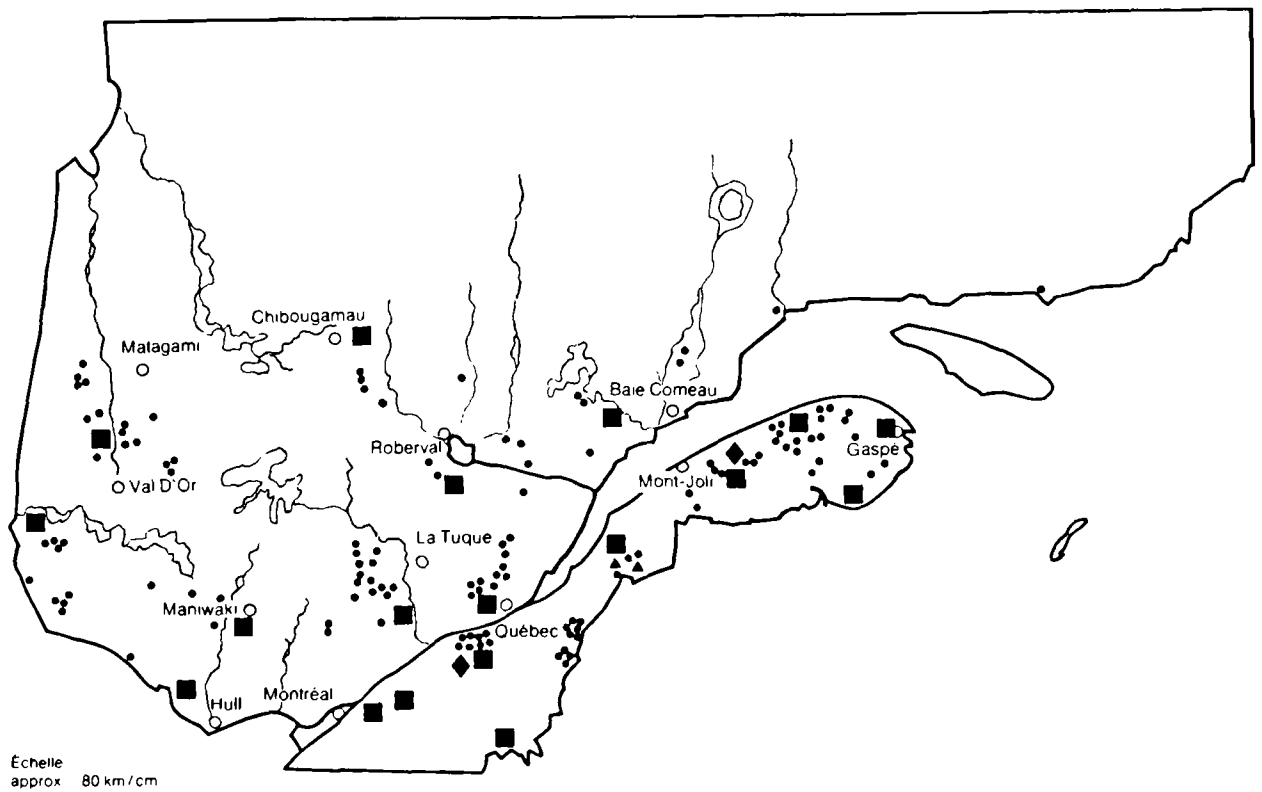 Chibougamau
Matagami
Baie Comeau
Roberval
Gaspé
Mont-Joli
Val D'Or
La Tuque
Maniwaki
Québec
Montréal
Hull
Échelle
approx 80 km/cm